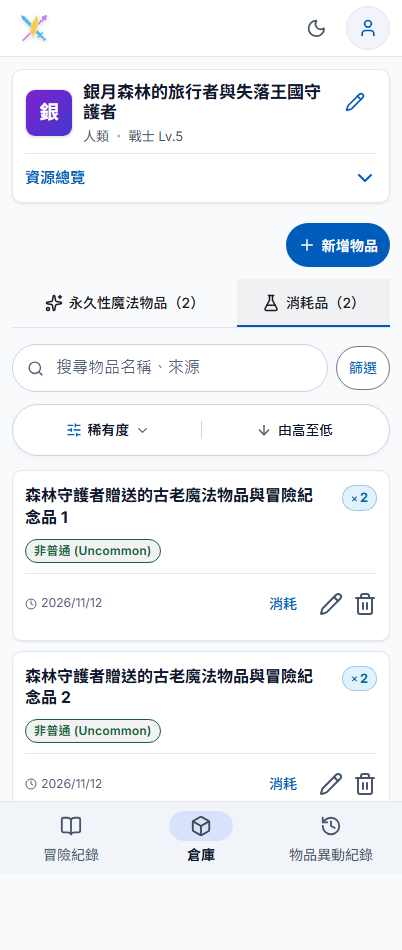 銀
銀月森林的旅行者與失落王國守
護者
人類 • 戰士 Lv.5
資源總覽
新增物品
永久性魔法物品（2）
消耗品（2）
搜尋物品名稱、來源
篩選
稀有度
由高至低
森林守護者贈送的古老魔法物品與冒險紀
念品 1
×2
非普通 (Uncommon)
2026/11/12
消耗
森林守護者贈送的古老魔法物品與冒險紀
念品 2
×2
非普通 (Uncommon)
2026/11/12
消耗
冒險紀錄
倉庫
物品異動紀錄